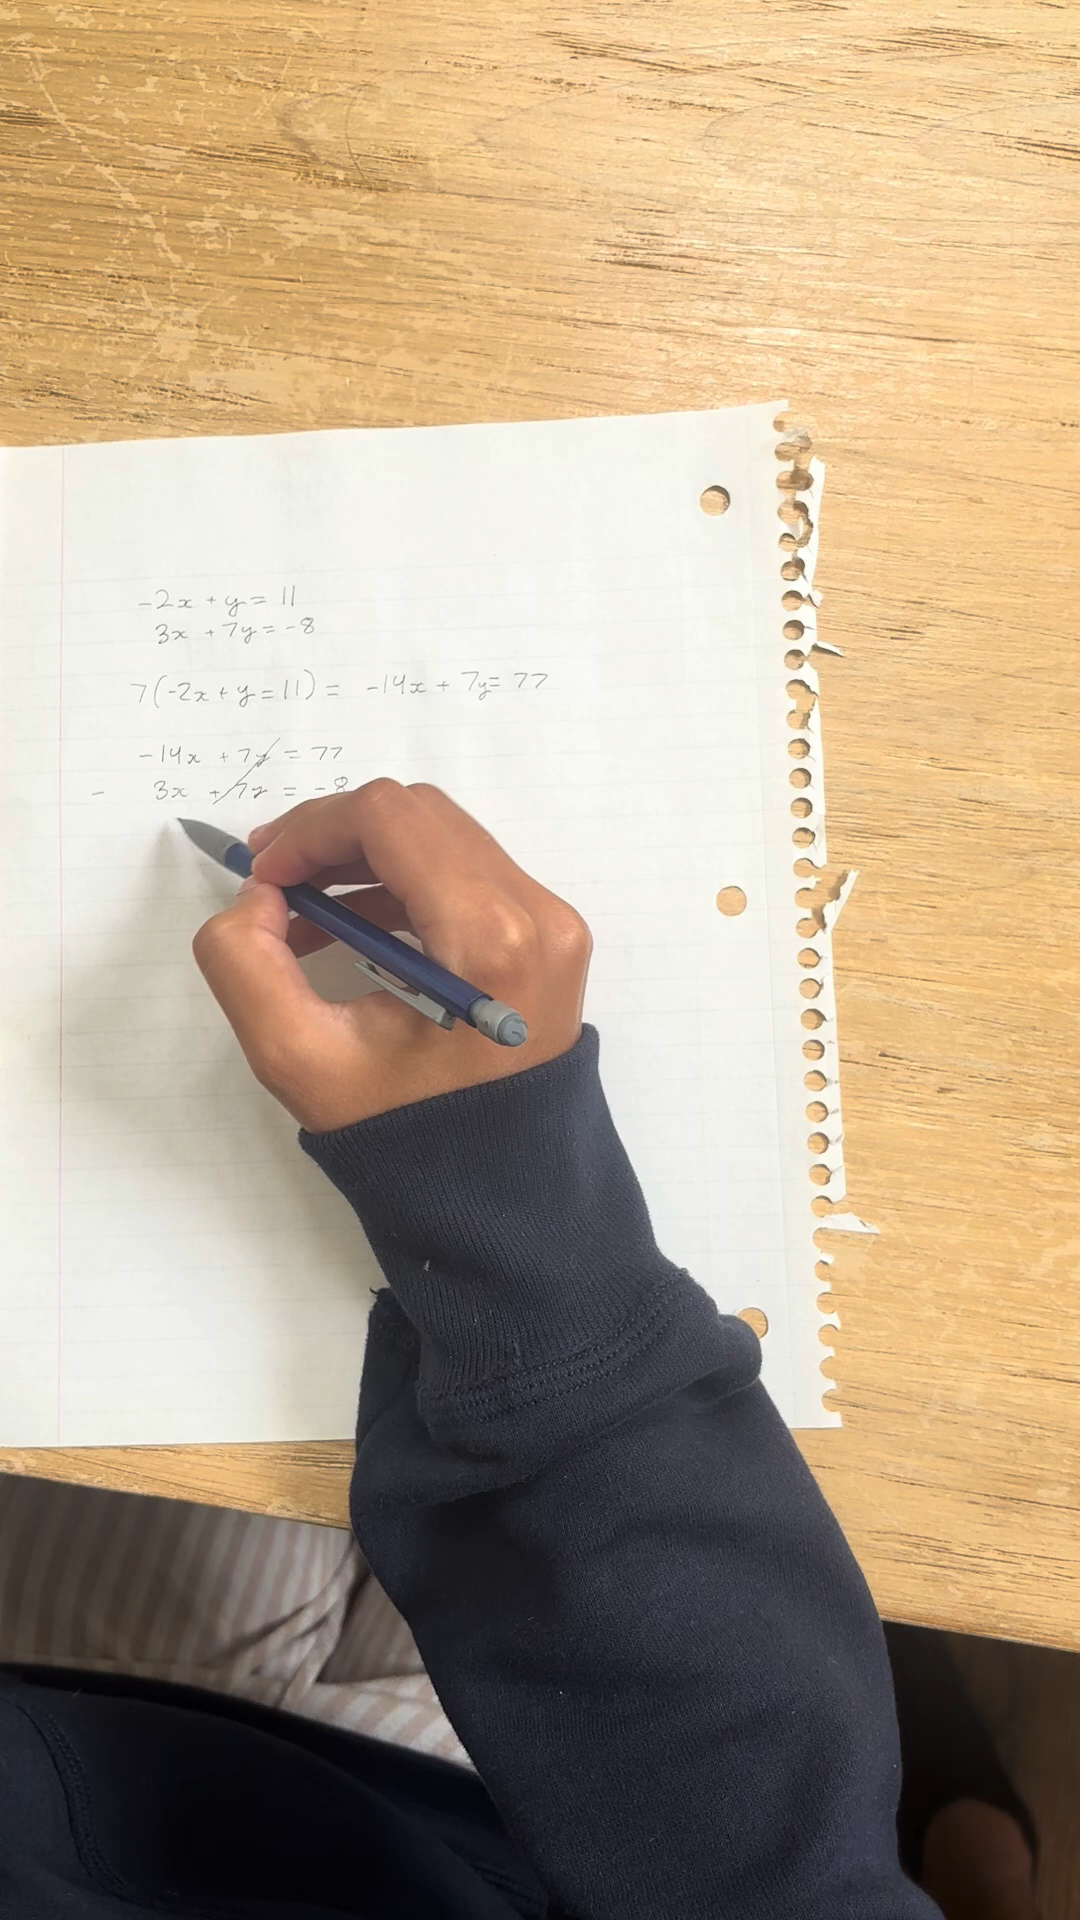 -2x + y = 11
3x + 7y = -8
7(-2x + y = 11) = -14x + 7y = 77
-14x + 7y = 77
- 3x + 7y = -8